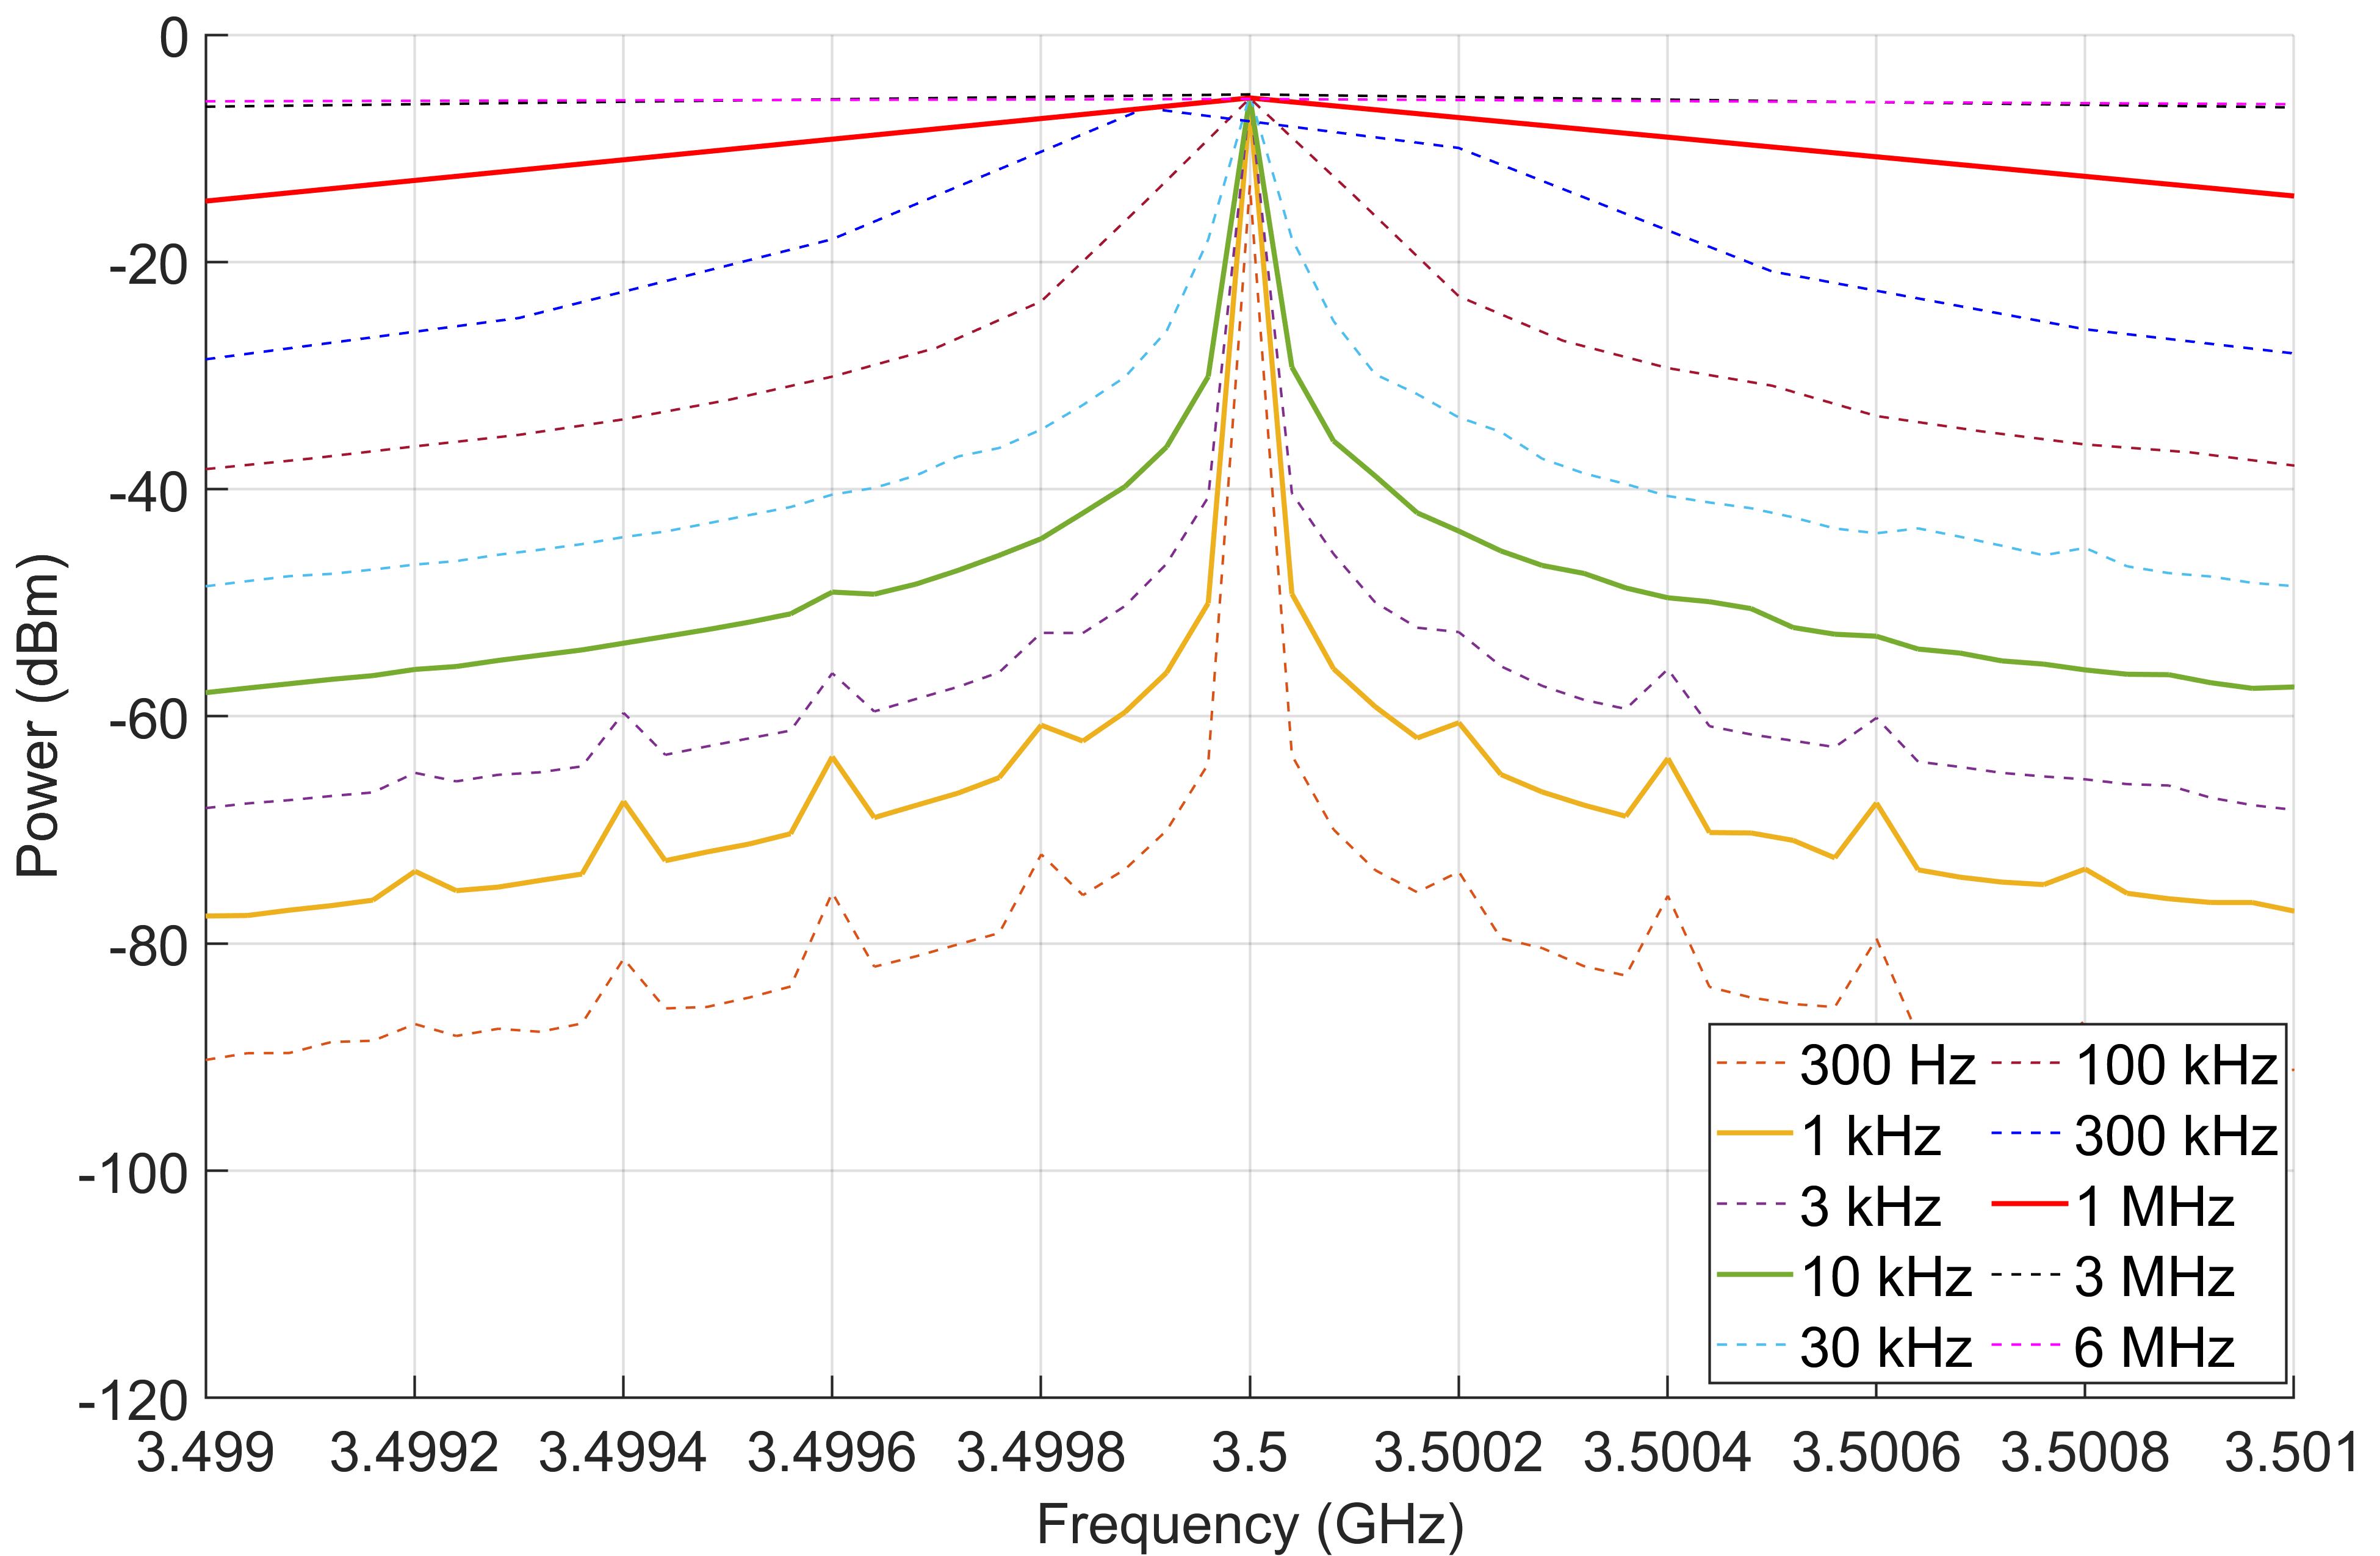 0
-20
-40
-60
-80
-100
-120
Power (dBm)
300 Hz 100 kHz
1 kHz 300 kHz
3 kHz 1 MHz
10 kHz 3 MHz
30 kHz 6 MHz
3.499 3.4992 3.4994 3.4996 3.4998 3.5 3.5002 3.5004 3.5006 3.5008 3.501
Frequency (GHz)